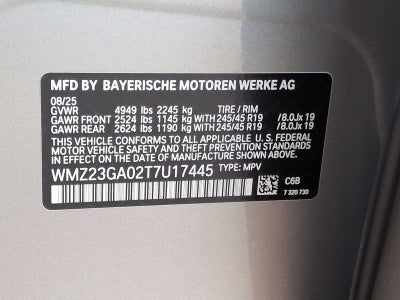 MFD BY BAYERISCHE MOTOREN WERKE AG
08/25
GVWR 4949 lbs 2245 kg TIRE / RIM
GAWR FRONT 2524 lbs 1145 kg WITH 245/45 R19 / 8.0Jx 19
GAWR REAR 2624 lbs 1190 kg WITH 245/45 R19 / 8.0Jx 19
THIS VEHICLE CONFORMS TO ALL APPLICABLE
U.S. FEDERAL MOTOR VEHICLE SAFETY, BUMPER,
AND THEFT PREVENTION STANDARDS IN EFFECT
ON THE DATE OF MANUFACTURE SHOWN ABOVE.
WMZ23GA02T7U17445 TYPE: MPV
C6B
7 320 730